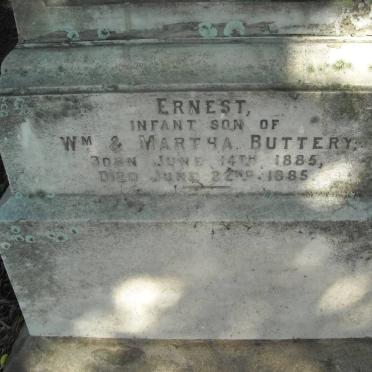 ERNEST,
INFANT SON OF
WM & MARTHA BUTTERY,
BORN JUNE 14TH 1885,
DIED JUNE 22ND 1885